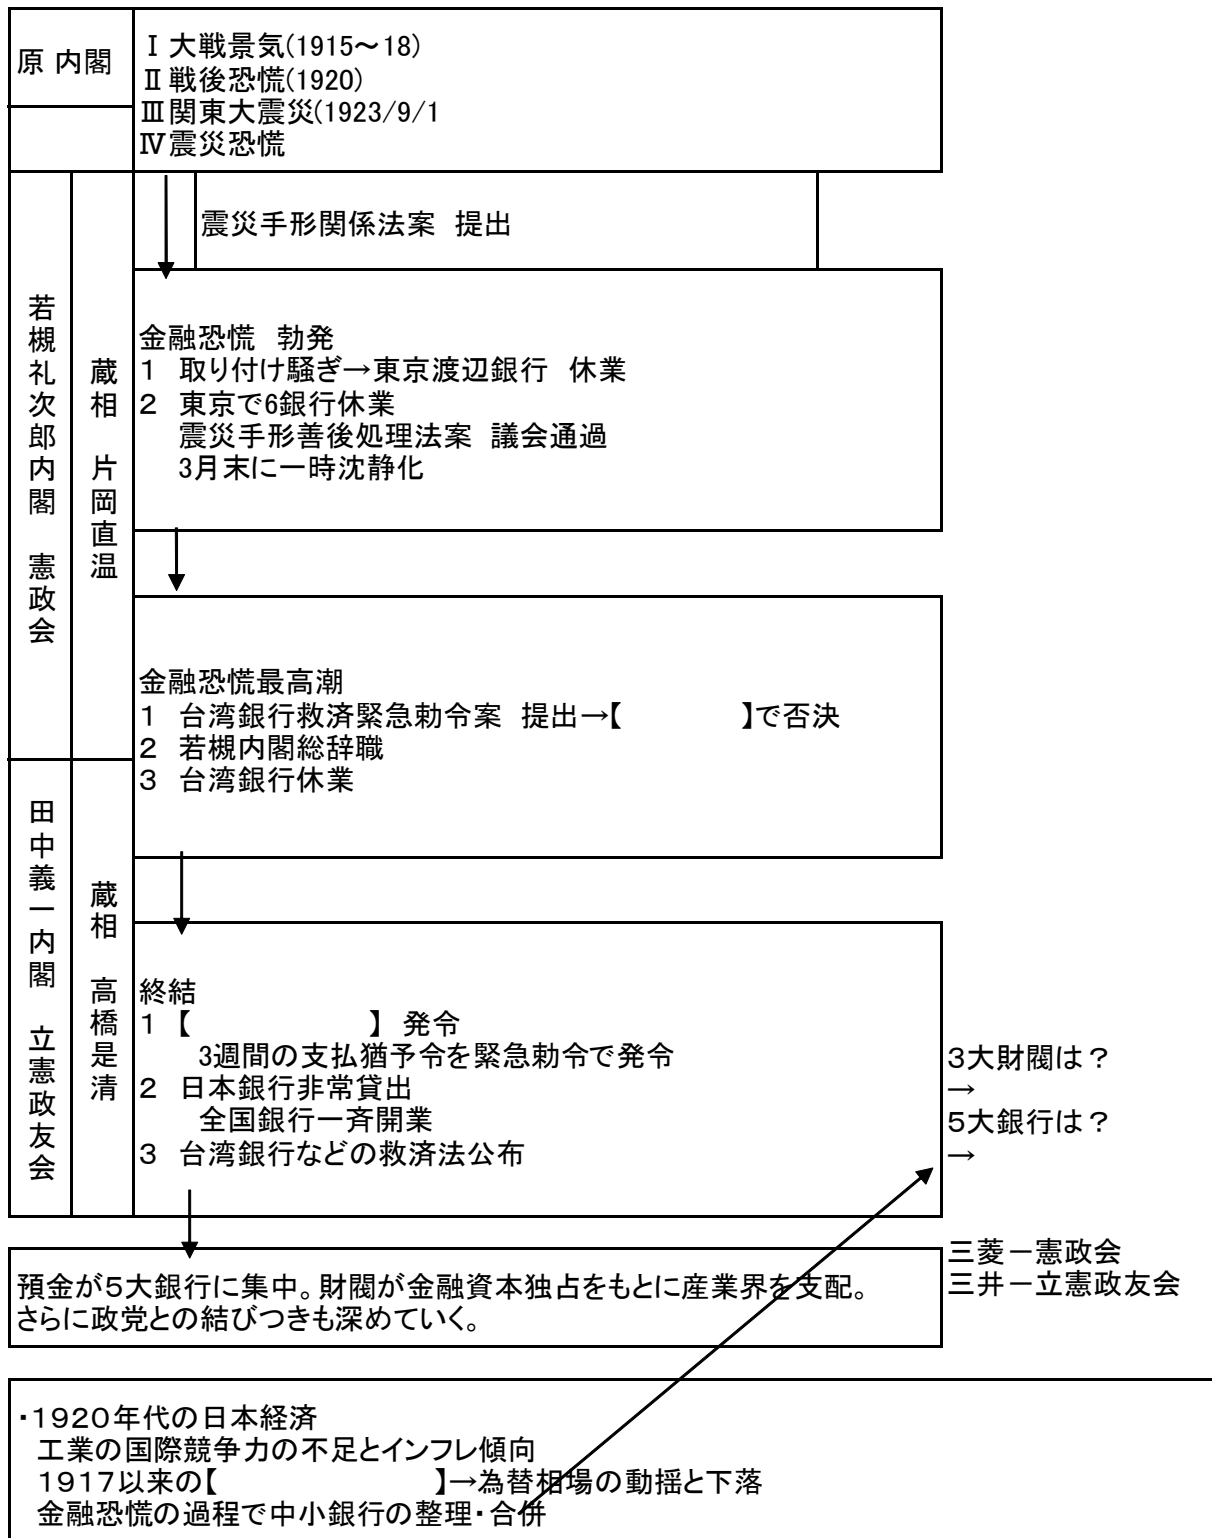 原 内閣
Ⅰ 大戦景気(1915～18)
Ⅱ 戦後恐慌(1920)
Ⅲ関東大震災(1923/9/1
Ⅳ震災恐慌
震災手形関係法案 提出
若槻礼次郎内閣　憲政会
蔵相　片岡直温
金融恐慌 勃発
１ 取り付け騒ぎ→東京渡辺銀行 休業
２ 東京で6銀行休業
震災手形善後処理法案 議会通過
3月末に一時沈静化
金融恐慌最高潮
１ 台湾銀行救済緊急勅令案 提出→【　　　　】で否決
２ 若槻内閣総辞職
３ 台湾銀行休業
田中義一内閣　立憲政友会
蔵相　高橋是清
終結
１ 【　　　　　　】 発令
3週間の支払猶予令を緊急勅令で発令
２ 日本銀行非常貸出
全国銀行一斉開業
３ 台湾銀行などの救済法公布
３大財閥は？
→
５大銀行は？
→
三菱－憲政会
三井－立憲政友会
預金が５大銀行に集中。財閥が金融資本独占をもとに産業界を支配。
さらに政党との結びつきも深めていく。
・１９２０年代の日本経済
工業の国際競争力の不足とインフレ傾向
１９１７以来の【　　　　　　　】→為替相場の動揺と下落
金融恐慌の過程で中小銀行の整理・合併